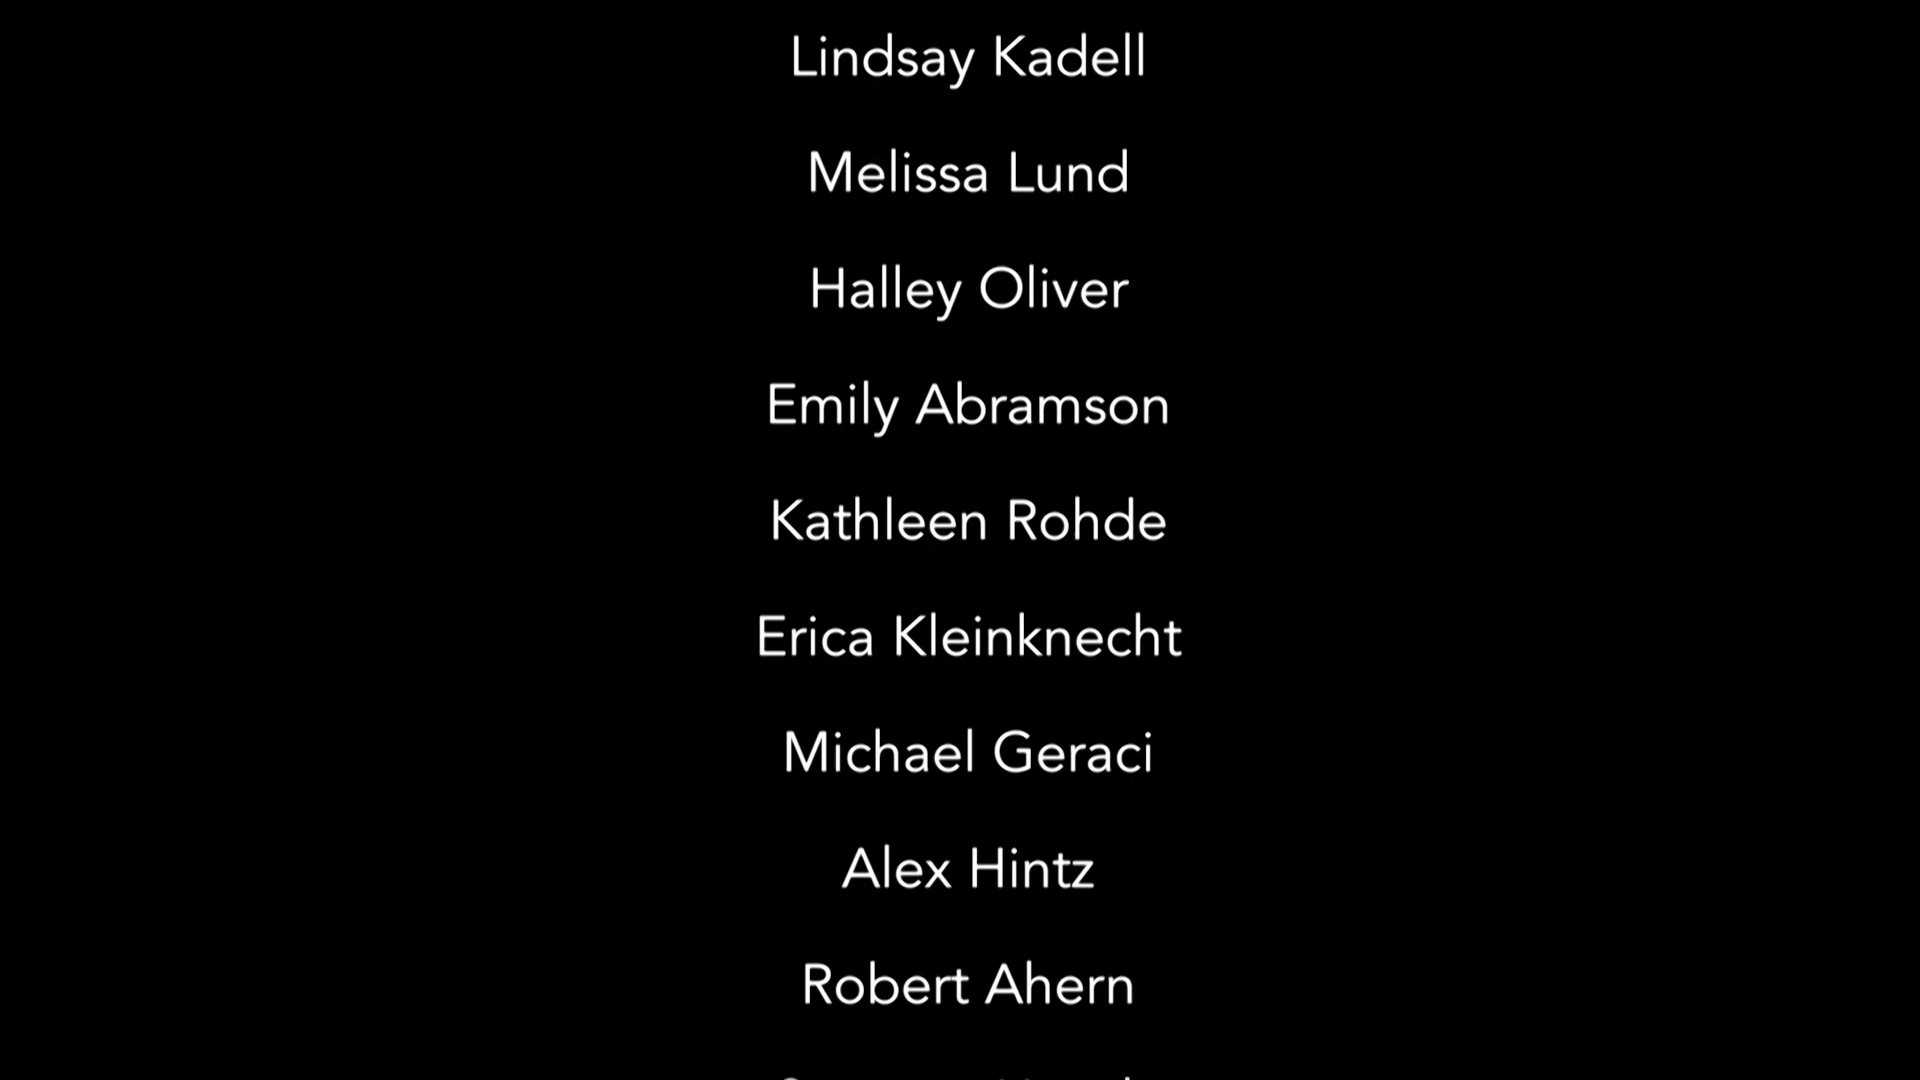 Lindsay Kadell
Melissa Lund
Halley Oliver
Emily Abramson
Kathleen Rohde
Erica Kleinknecht
Michael Geraci
Alex Hintz
Robert Ahern